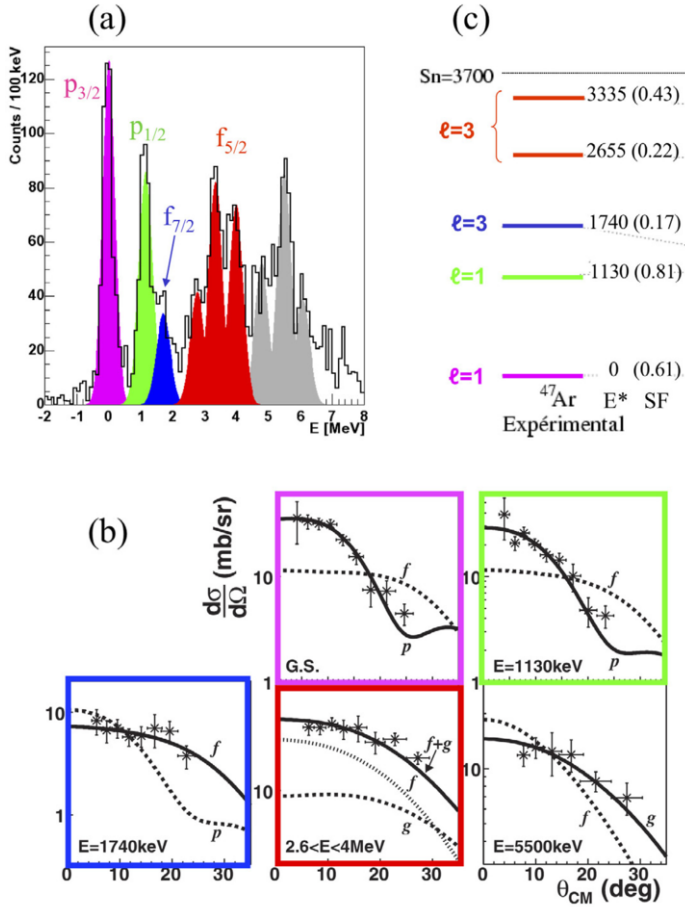 (a)
Counts / 100 keV
120
100
80
60
40
20
0
p3/2
p1/2
f7/2
f5/2
-2 -1 0 1 2 3 4 5 6 7 8
E [MeV]
(c)
Sn=3700
3335 (0.43)
ℓ=3
2655 (0.22)
ℓ=3 1740 (0.17)
ℓ=1 1130 (0.81)
ℓ=1 0 (0.61)
47Ar E* SF
Expérimental
(b)
dσ/dΩ (mb/sr)
10
1
f
p
G.S.
10
1
f
p
E=1130keV
10
1
f
p
E=1740keV
0 10 20 30
10
f+g
f
g
2.6<E<4MeV
0 10 20 30
10
f
g
E=5500keV
0 10 20 30
θCM (deg)